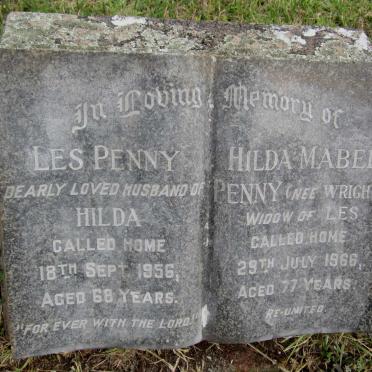 In Loving Memory of
LES PENNY
DEARLY LOVED HUSBAND OF
HILDA
CALLED HOME
18TH SEPT. 1956,
AGED 68 YEARS.
"FOR EVER WITH THE LORD."
HILDA MABEL
PENNY (NEE WRIGHT
WIDOW OF LES
CALLED HOME
29TH JULY 1966,
AGED 77 YEARS.
RE-UNITED.